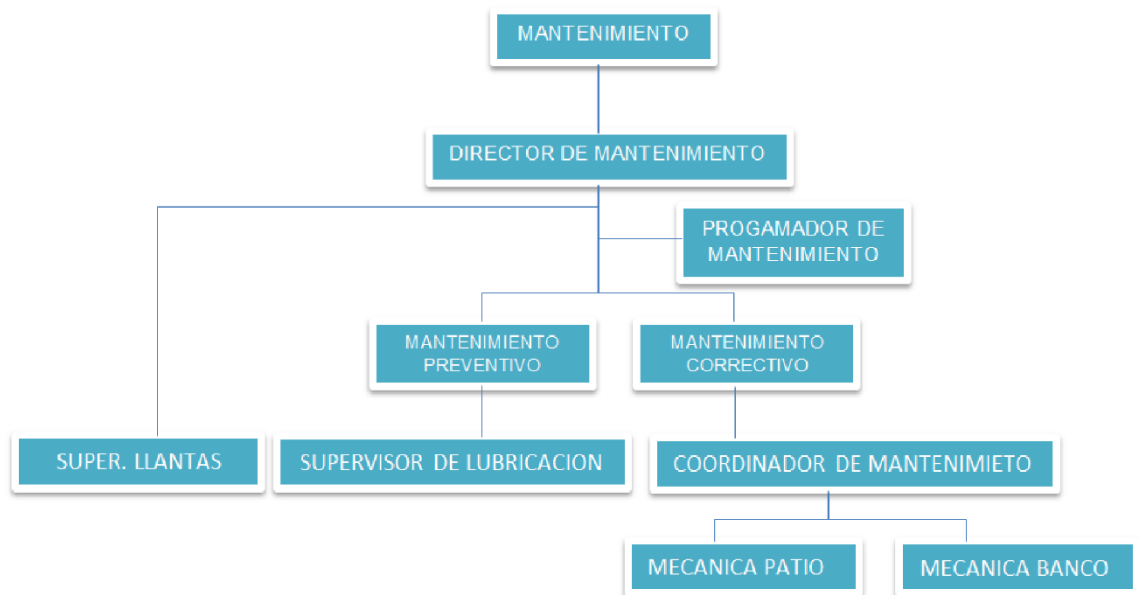 MANTENIMIENTO
DIRECTOR DE MANTENIMIENTO
PROGAMADOR DE
MANTENIMIENTO
MANTENIMIENTO
PREVENTIVO
MANTENIMIENTO
CORRECTIVO
SUPER. LLANTAS
SUPERVISOR DE LUBRICACION
COORDINADOR DE MANTENIMIETO
MECANICA PATIO
MECANICA BANCO